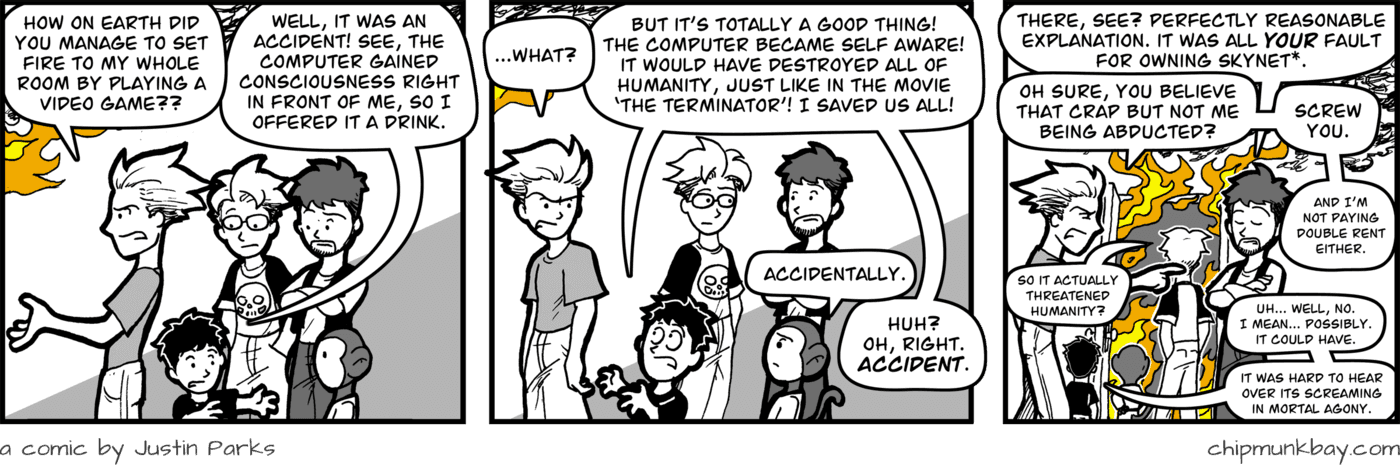 HOW ON EARTH DID
YOU MANAGE TO SET
FIRE TO MY WHOLE
ROOM BY PLAYING A
VIDEO GAME??
WELL, IT WAS AN
ACCIDENT! SEE, THE
COMPUTER GAINED
CONSCIOUSNESS RIGHT
IN FRONT OF ME, SO I
OFFERED IT A DRINK.
...WHAT?
BUT IT'S TOTALLY A GOOD THING!
THE COMPUTER BECAME SELF AWARE!
IT WOULD HAVE DESTROYED ALL OF
HUMANITY, JUST LIKE IN THE MOVIE
'THE TERMINATOR'! I SAVED US ALL!
ACCIDENTALLY.
HUH?
OH, RIGHT.
ACCIDENT.
THERE, SEE? PERFECTLY REASONABLE
EXPLANATION. IT WAS ALL YOUR FAULT
FOR OWNING SKYNET*.
OH SURE, YOU BELIEVE
THAT CRAP BUT NOT ME
BEING ABDUCTED?
SCREW
YOU.
AND I'M
NOT PAYING
DOUBLE RENT
EITHER.
SO IT ACTUALLY
THREATENED
HUMANITY?
UH... WELL, NO.
I MEAN... POSSIBLY.
IT COULD HAVE.
IT WAS HARD TO HEAR
OVER ITS SCREAMING
IN MORTAL AGONY.
a comic by Justin Parks
chipmunkbay.com